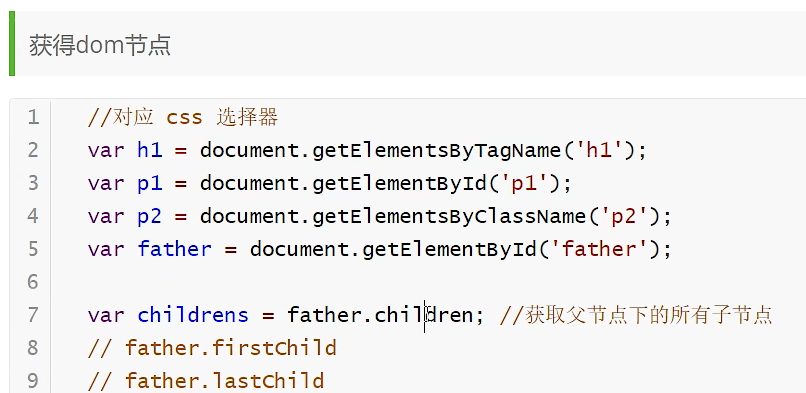 获得dom节点
1 //对应 css 选择器
2 var h1 = document.getElementsByTagName('h1');
3 var p1 = document.getElementById('p1');
4 var p2 = document.getElementsByClassName('p2');
5 var father = document.getElementById('father');
6
7 var childrens = father.children; //获取父节点下的所有子节点
8 // father.firstChild
9 // father.lastChild